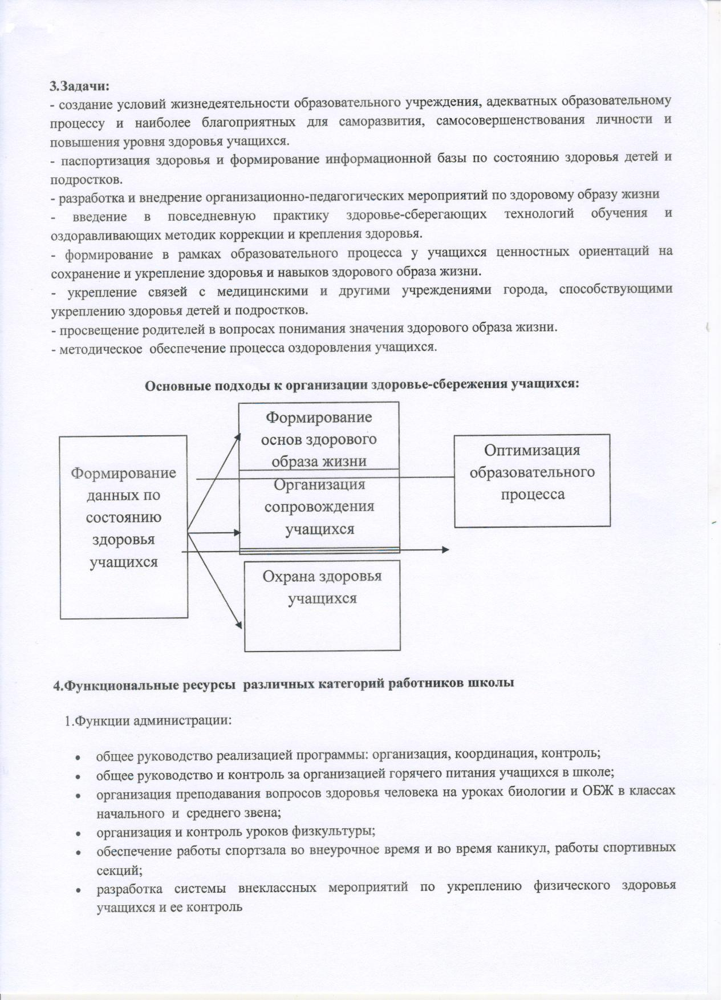 3.Задачи:
- создание условий жизнедеятельности образовательного учреждения, адекватных образовательному
процессу и наиболее благоприятных для саморазвития, самосовершенствования личности и
повышения уровня здоровья учащихся.
- паспортизация здоровья и формирование информационной базы по состоянию здоровья детей и
подростков.
- разработка и внедрение организационно-педагогических мероприятий по здоровому образу жизни
- введение в повседневную практику здоровье-сберегающих технологий обучения и
оздоравливающих методик коррекции и крепления здоровья.
- формирование в рамках образовательного процесса у учащихся ценностных ориентаций на
сохранение и укрепление здоровья и навыков здорового образа жизни.
- укрепление связей с медицинскими и другими учреждениями города, способствующими
укреплению здоровья детей и подростков.
- просвещение родителей в вопросах понимания значения здорового образа жизни.
- методическое обеспечение процесса оздоровления учащихся.
Основные подходы к организации здоровье-сбережения учащихся:
Формирование
данных по
состоянию
здоровья
учащихся
Формирование
основ здорового
образа жизни
Организация
сопровождения
учащихся
Охрана здоровья
учащихся
Оптимизация
образовательного
процесса
4.Функциональные ресурсы различных категорий работников школы
1.Функции администрации:
• общее руководство реализацией программы: организация, координация, контроль;
• общее руководство и контроль за организацией горячего питания учащихся в школе;
• организация преподавания вопросов здоровья человека на уроках биологии и ОБЖ в классах
начального и среднего звена;
• организация и контроль уроков физкультуры;
• обеспечение работы спортзала во внеурочное время и во время каникул, работы спортивных
секций;
• разработка системы внеклассных мероприятий по укреплению физического здоровья
учащихся и ее контроль